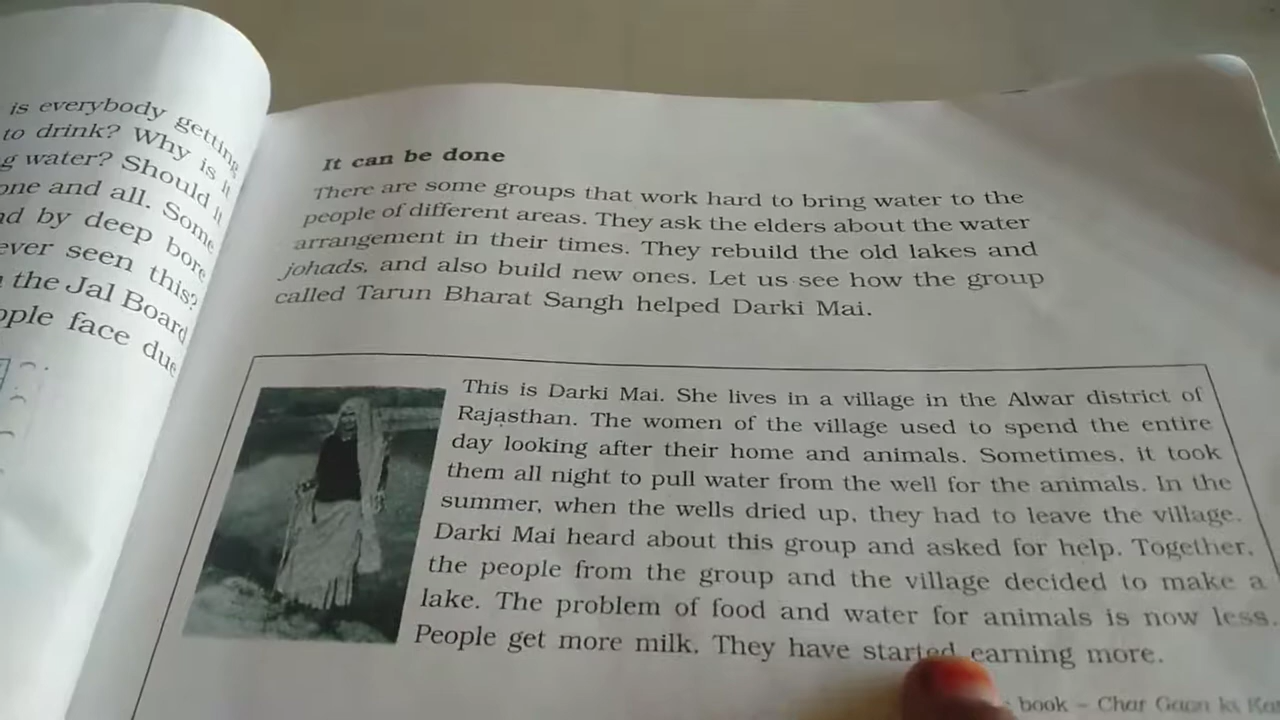 is everybody getting
to drink? Why is it
g water? Should it
one and all. Some
nd by deep bore
ever seen this?
the Jal Board
ople face due
It can be done
There are some groups that work hard to bring water to the
people of different areas. They ask the elders about the water
arrangement in their times. They rebuild the old lakes and
johads, and also build new ones. Let us see how the group
called Tarun Bharat Sangh helped Darki Mai.
This is Darki Mai. She lives in a village in the Alwar district of
Rajasthan. The women of the village used to spend the entire
day looking after their home and animals. Sometimes, it took
them all night to pull water from the well for the animals. In the
summer, when the wells dried up, they had to leave the village.
Darki Mai heard about this group and asked for help. Together,
the people from the group and the village decided to make a
lake. The problem of food and water for animals is now less.
People get more milk. They have started earning more.
book – Char Gaon ki